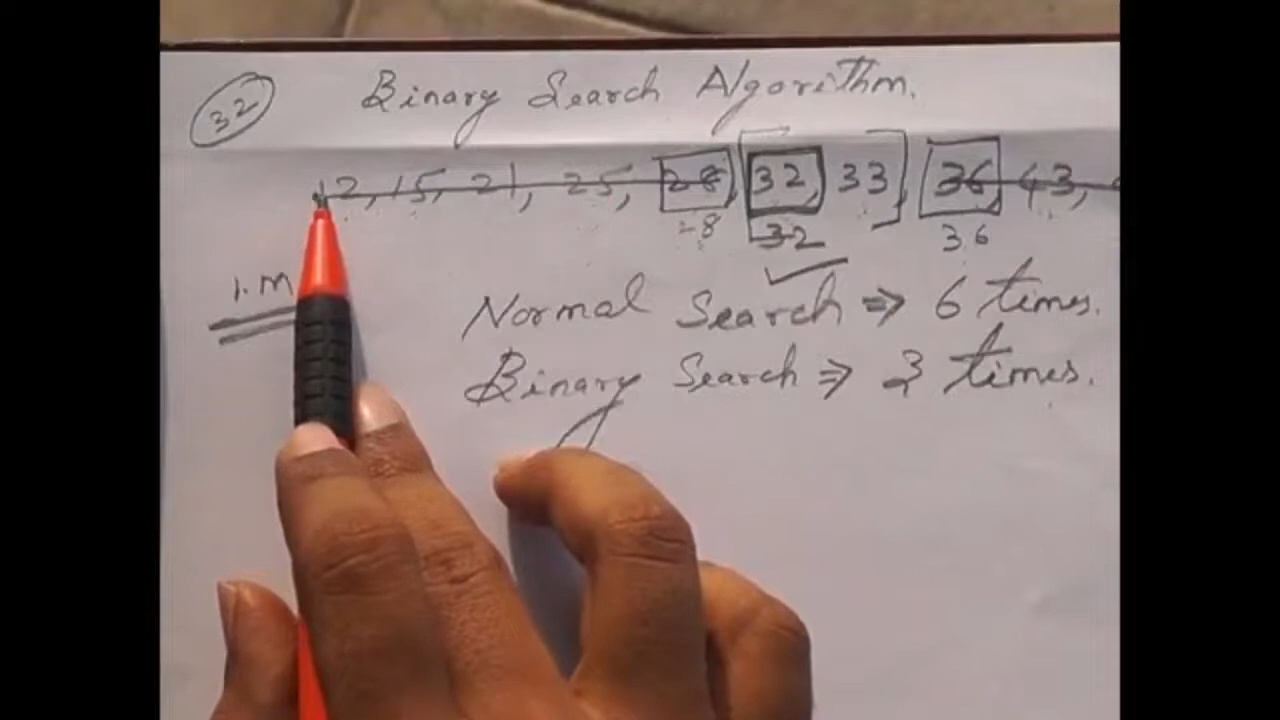 32
Binary Search Algorithm.
12, 15, 21, 25, 28, 32 33, 36, 43,
28 32 36
1. M
Normal Search ⇒ 6 times.
Binary Search ⇒ 3 times.